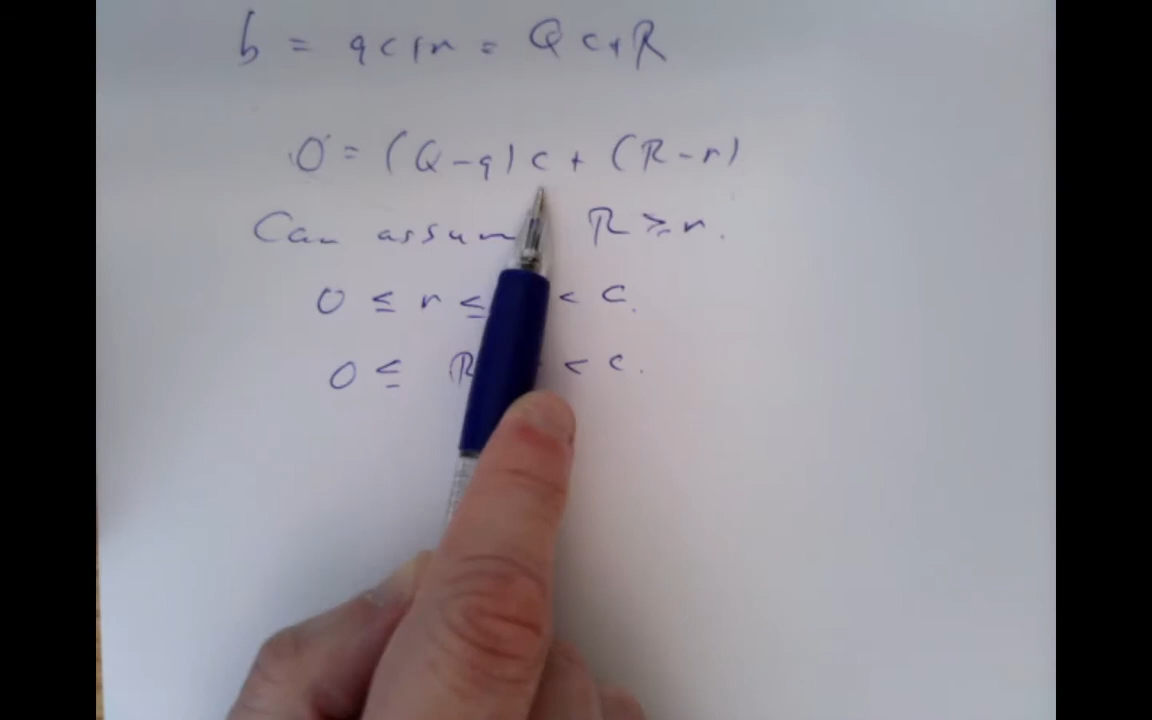 b = qc+r = Qc+R
0 = (Q-q)c + (R-r)
Can assum R ≥ r.
0 ≤ r ≤ < c.
0 ≤ R < c.